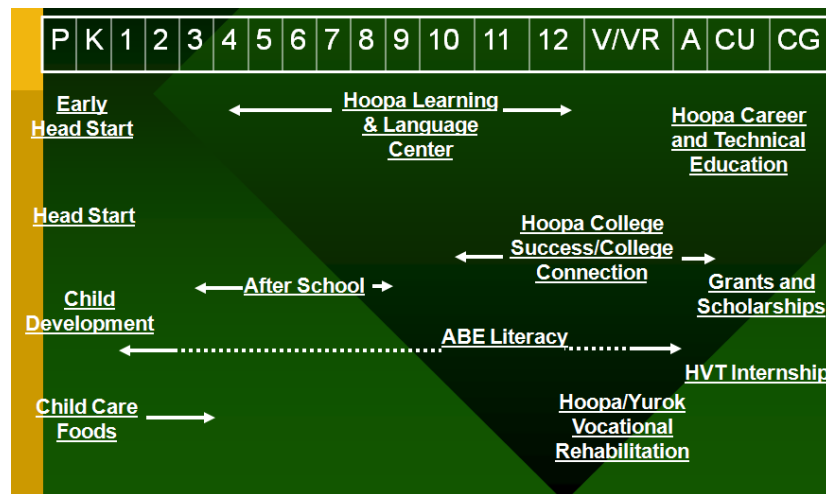 P K 1 2 3 4 5 6 7 8 9 10 11 12 V/VR A CU CG
Early
Head Start
Hoopa Learning
& Language
Center
Hoopa Career
and Technical
Education
Head Start
Hoopa College
Success/College
Connection
After School
Grants and
Scholarships
Child
Development
ABE Literacy
HVT Internship
Child Care
Foods
Hoopa/Yurok
Vocational
Rehabilitation